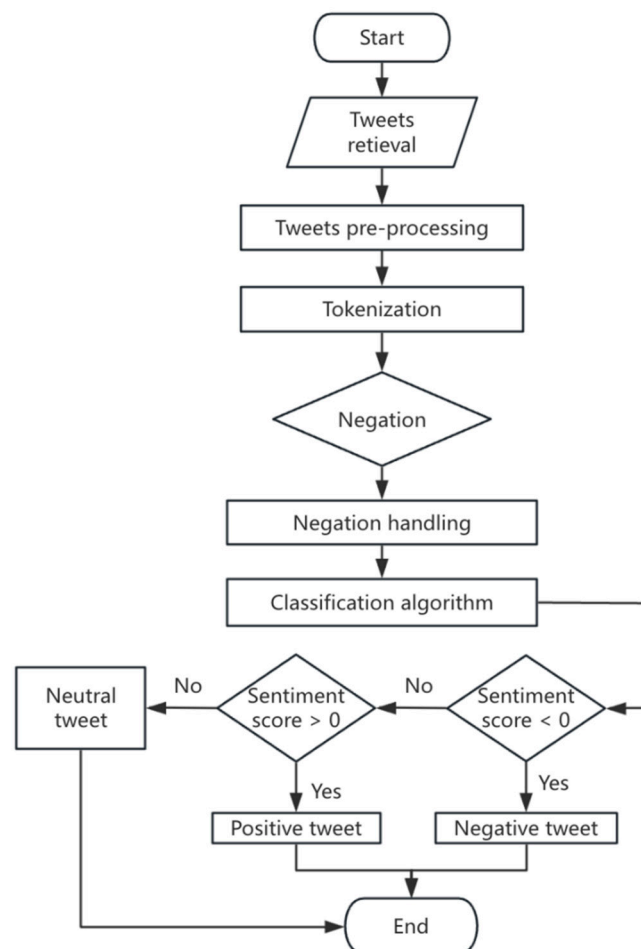 Start
Tweets
retieval
Tweets pre-processing
Tokenization
Negation
Negation handling
Classification algorithm
Neutral
tweet
No
Sentiment
score > 0
No
Sentiment
score < 0
Yes
Yes
Positive tweet
Negative tweet
End